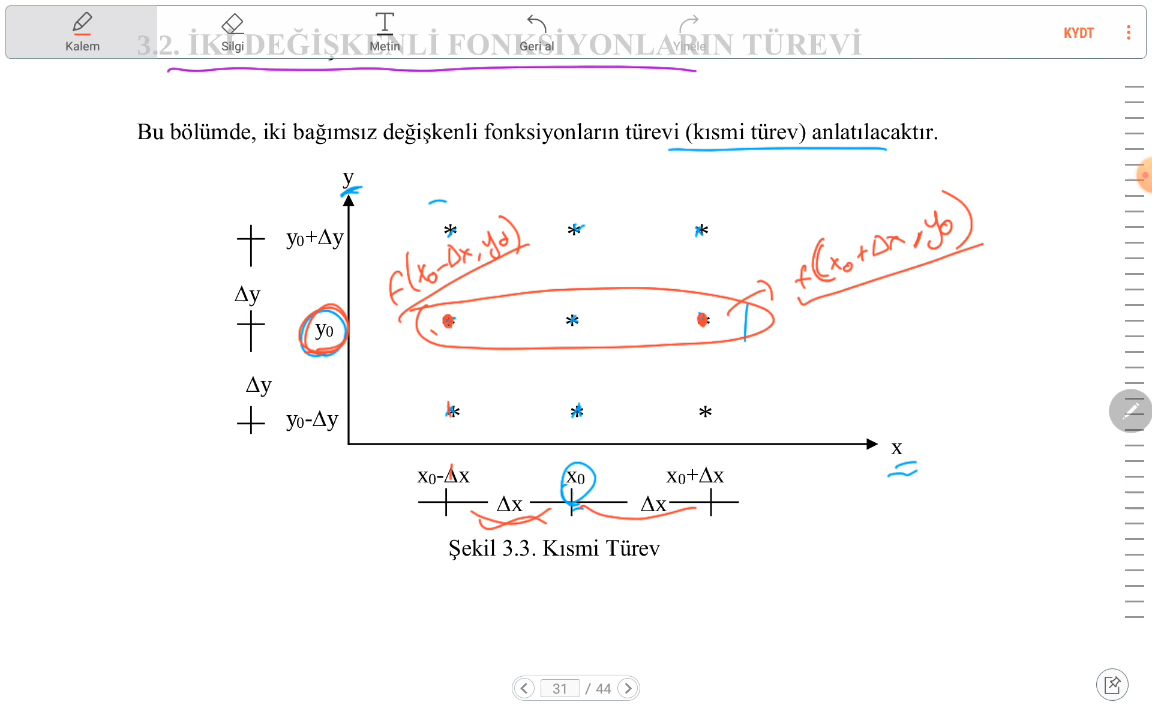 Kalem
Silgi
Metin
Geri al
Yinele
KYDT
3.2. İKİ DEĞİŞKENLİ FONKSİYONLARIN TÜREVİ
Bu bölümde, iki bağımsız değişkenli fonksiyonların türevi (kısmi türev) anlatılacaktır.
y
y₀+Δy
* * *
f(x₀-Δx, y₀)
f(x₀+Δx, y₀)
Δy
y₀
* * *
Δy
y₀-Δy
* * *
x
x₀-Δx x₀ x₀+Δx
Δx Δx
Şekil 3.3. Kısmi Türev
31 / 44